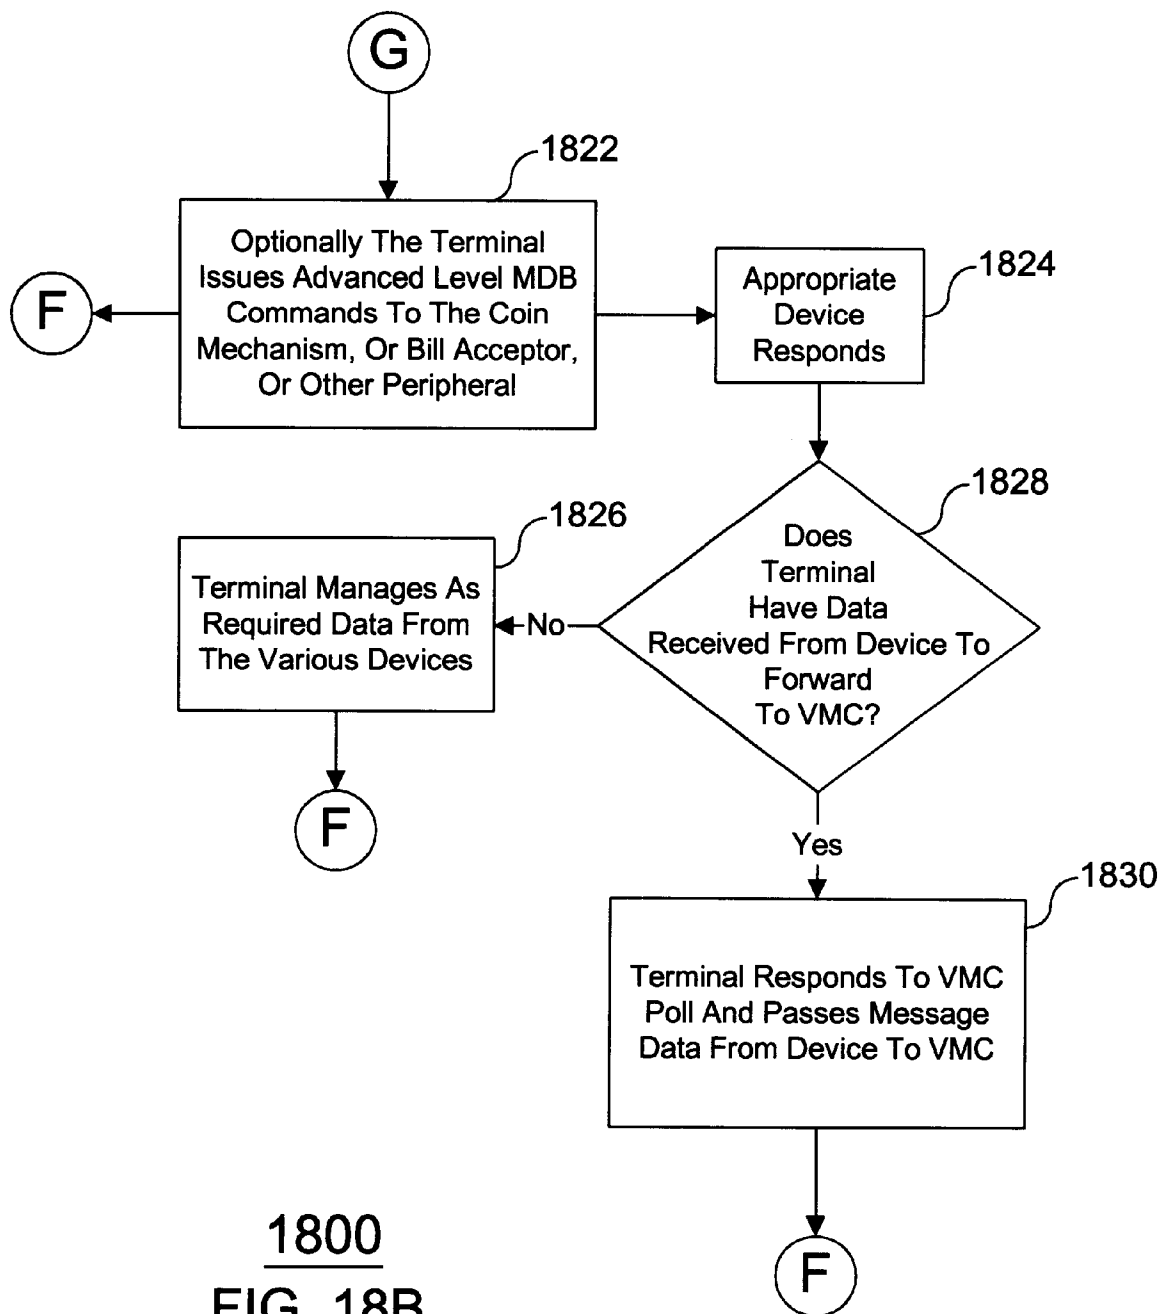 G
1822
Optionally The Terminal
Issues Advanced Level MDB
Commands To The Coin
Mechanism, Or Bill Acceptor,
Or Other Peripheral
F
1824
Appropriate
Device
Responds
1828
Does
Terminal
Have Data
Received From Device To
Forward
To VMC?
No
1826
Terminal Manages As
Required Data From
The Various Devices
F
Yes
1830
Terminal Responds To VMC
Poll And Passes Message
Data From Device To VMC
F
1800
FIG. 18B